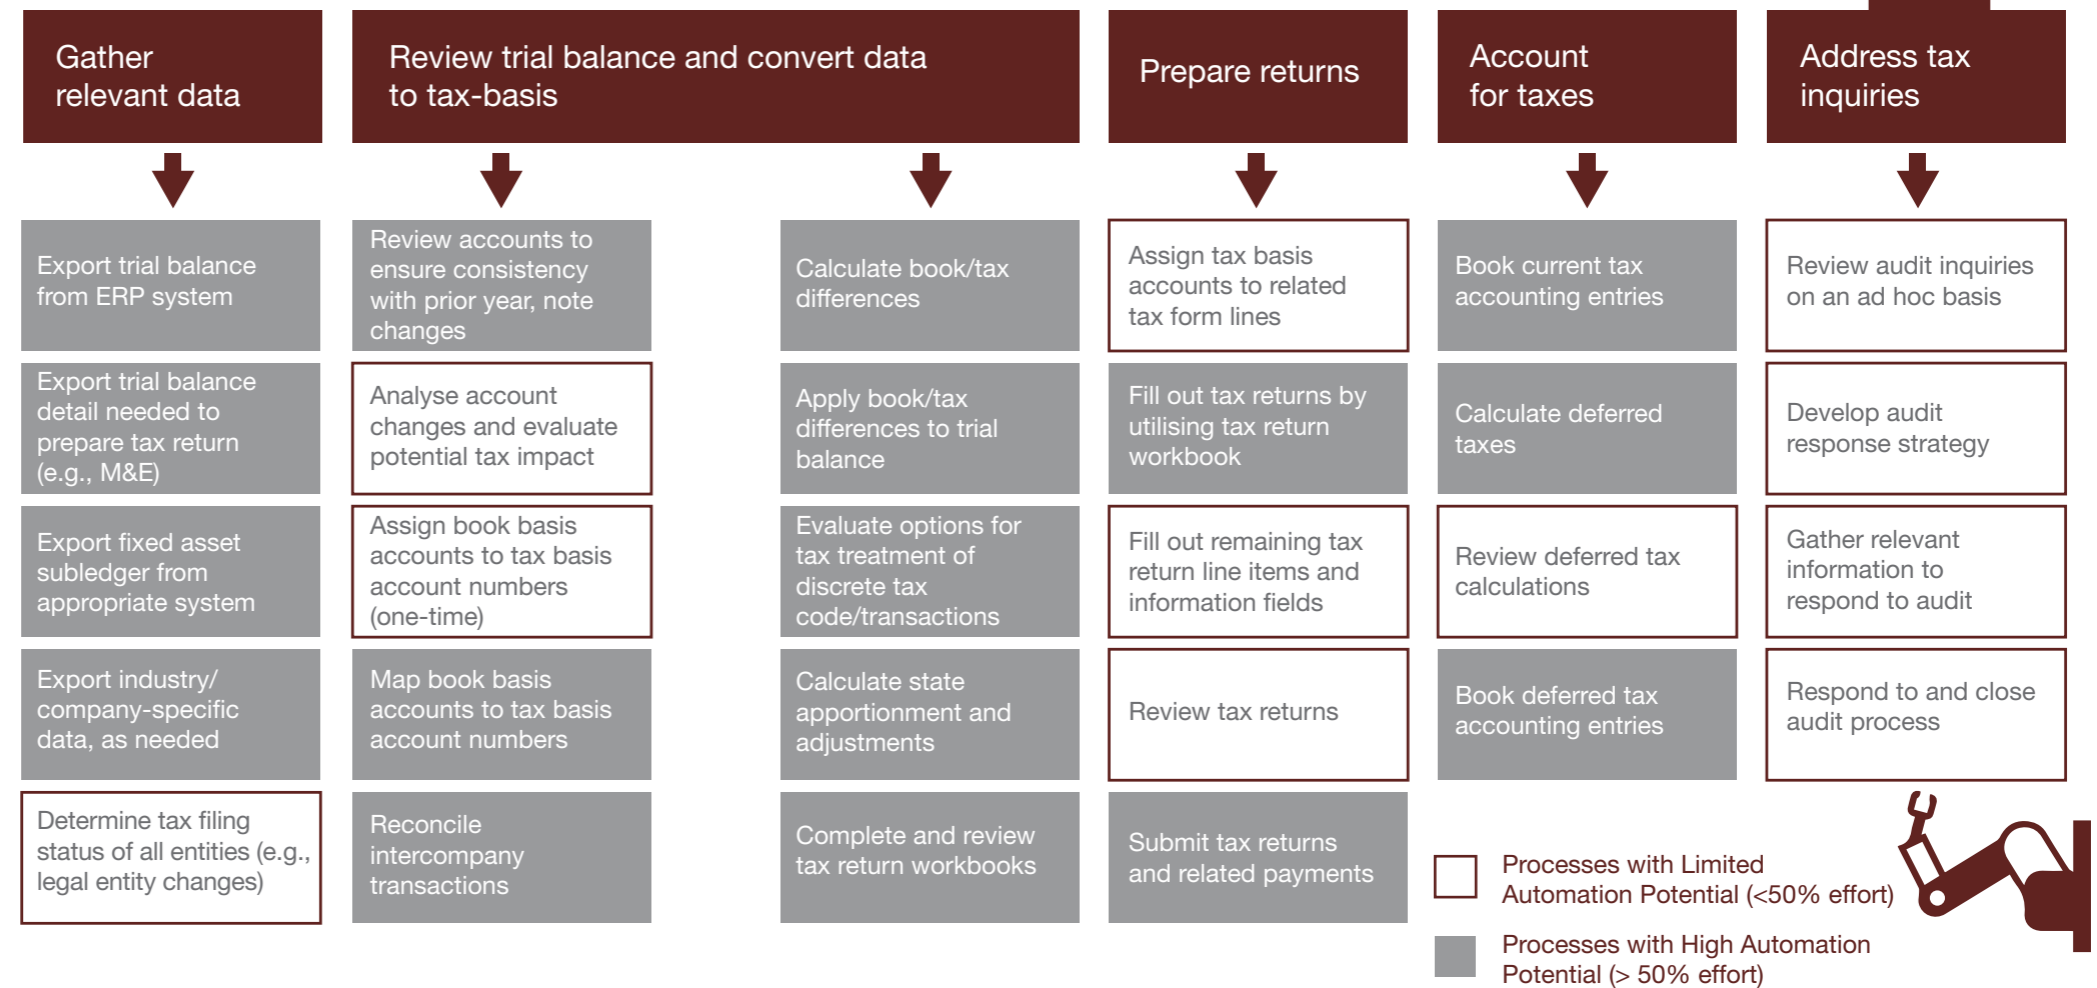 Gather
relevant data
Review trial balance and convert data
to tax-basis
Prepare returns
Account
for taxes
Address tax
inquiries
Export trial balance
from ERP system
Export trial balance
detail needed to
prepare tax return
(e.g., M&E)
Export fixed asset
subledger from
appropriate system
Export industry/
company-specific
data, as needed
Determine tax filing
status of all entities (e.g.,
legal entity changes)
Review accounts to
ensure consistency
with prior year, note
changes
Analyse account
changes and evaluate
potential tax impact
Assign book basis
accounts to tax basis
account numbers
(one-time)
Map book basis
accounts to tax basis
account numbers
Reconcile
intercompany
transactions
Calculate book/tax
differences
Apply book/tax
differences to trial
balance
Evaluate options for
tax treatment of
discrete tax
code/transactions
Calculate state
apportionment and
adjustments
Complete and review
tax return workbooks
Assign tax basis
accounts to related
tax form lines
Fill out tax returns by
utilising tax return
workbook
Fill out remaining tax
return line items and
information fields
Review tax returns
Submit tax returns
and related payments
Book current tax
accounting entries
Calculate deferred
taxes
Review deferred tax
calculations
Book deferred tax
accounting entries
Review audit inquiries
on an ad hoc basis
Develop audit
response strategy
Gather relevant
information to
respond to audit
Respond to and close
audit process
Processes with Limited
Automation Potential (<50% effort)
Processes with High Automation
Potential (> 50% effort)